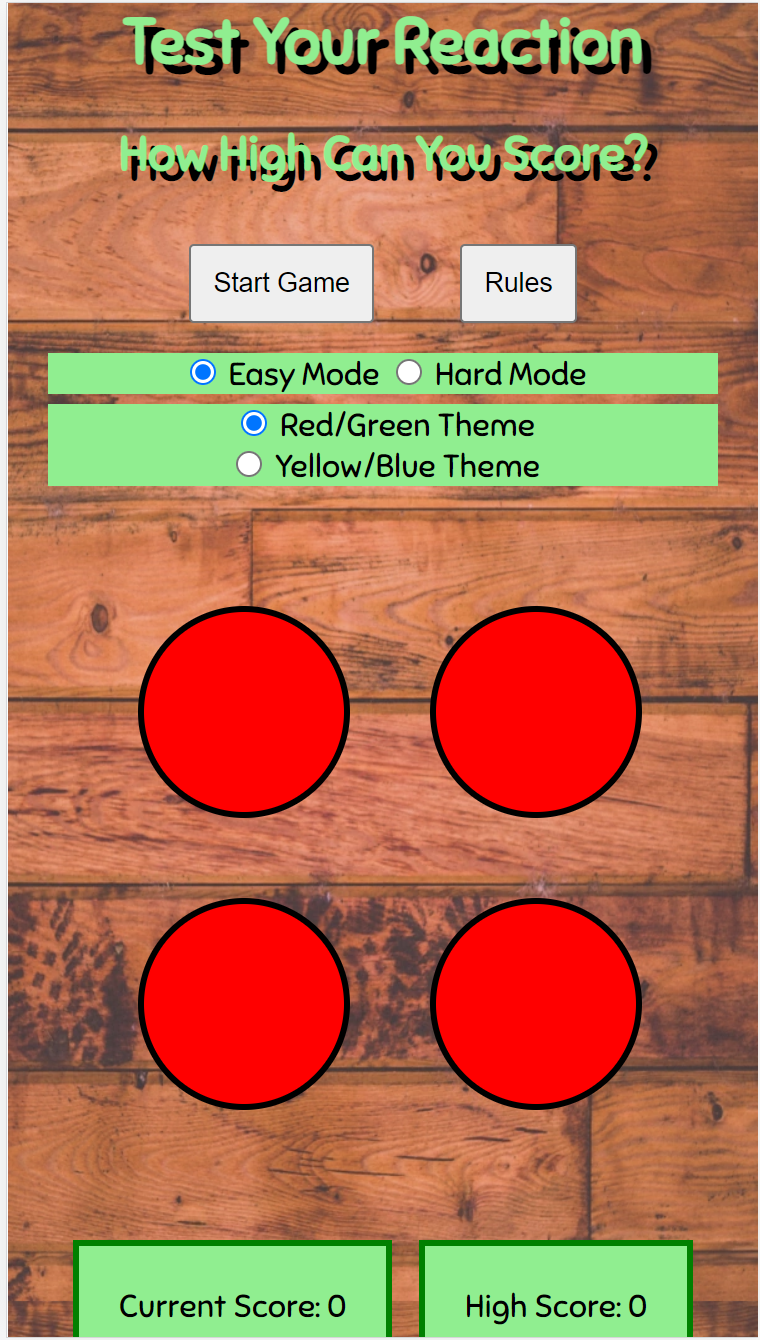 Test Your Reaction
How High Can You Score?
Start Game Rules
Easy Mode Hard Mode
Red/Green Theme
Yellow/Blue Theme
Current Score: 0 High Score: 0